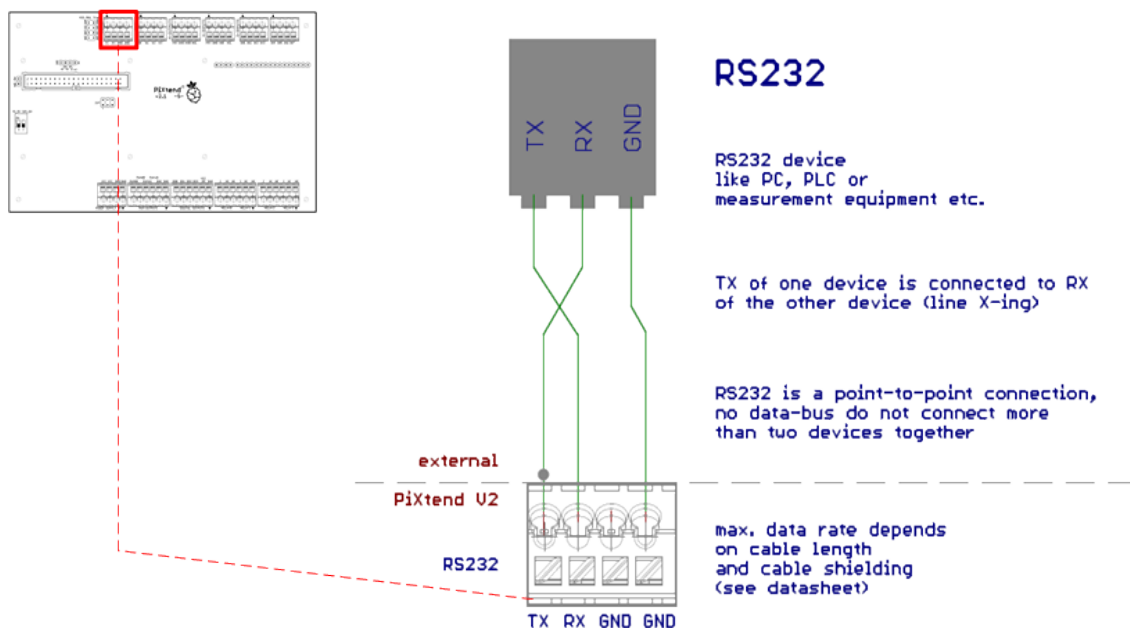 PiXtend
RS232
TX
RX
GND
RS232 device
like PC, PLC or
measurement equipment etc.
TX of one device is connected to RX
of the other device (line X-ing)
RS232 is a point-to-point connection,
no data-bus do not connect more
than two devices together
external
PiXtend V2
RS232
TX RX GND GND
max. data rate depends
on cable length
and cable shielding
(see datasheet)